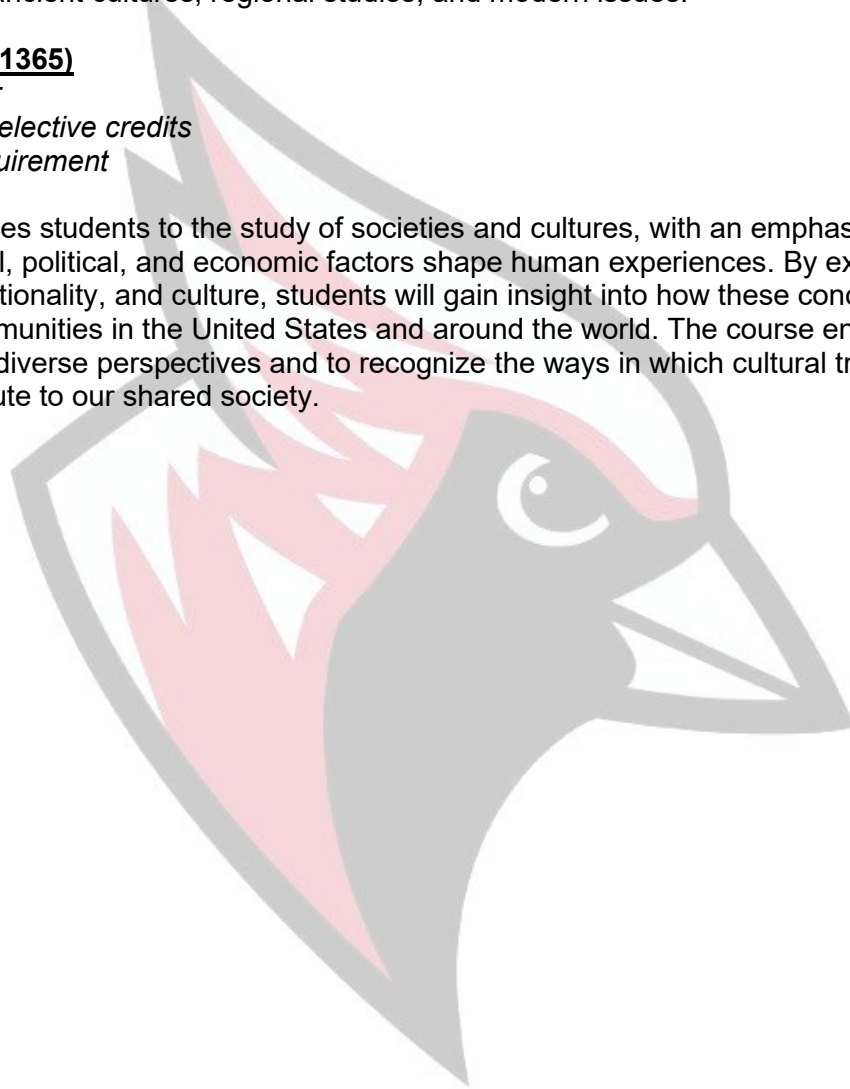 ancient cultures, regional studies, and modern issues.
1365)
elective credits
uirement
es students to the study of societies and cultures, with an emphas
l, political, and economic factors shape human experiences. By ex
tionality, and culture, students will gain insight into how these conc
munities in the United States and around the world. The course en
diverse perspectives and to recognize the ways in which cultural tr
ute to our shared society.